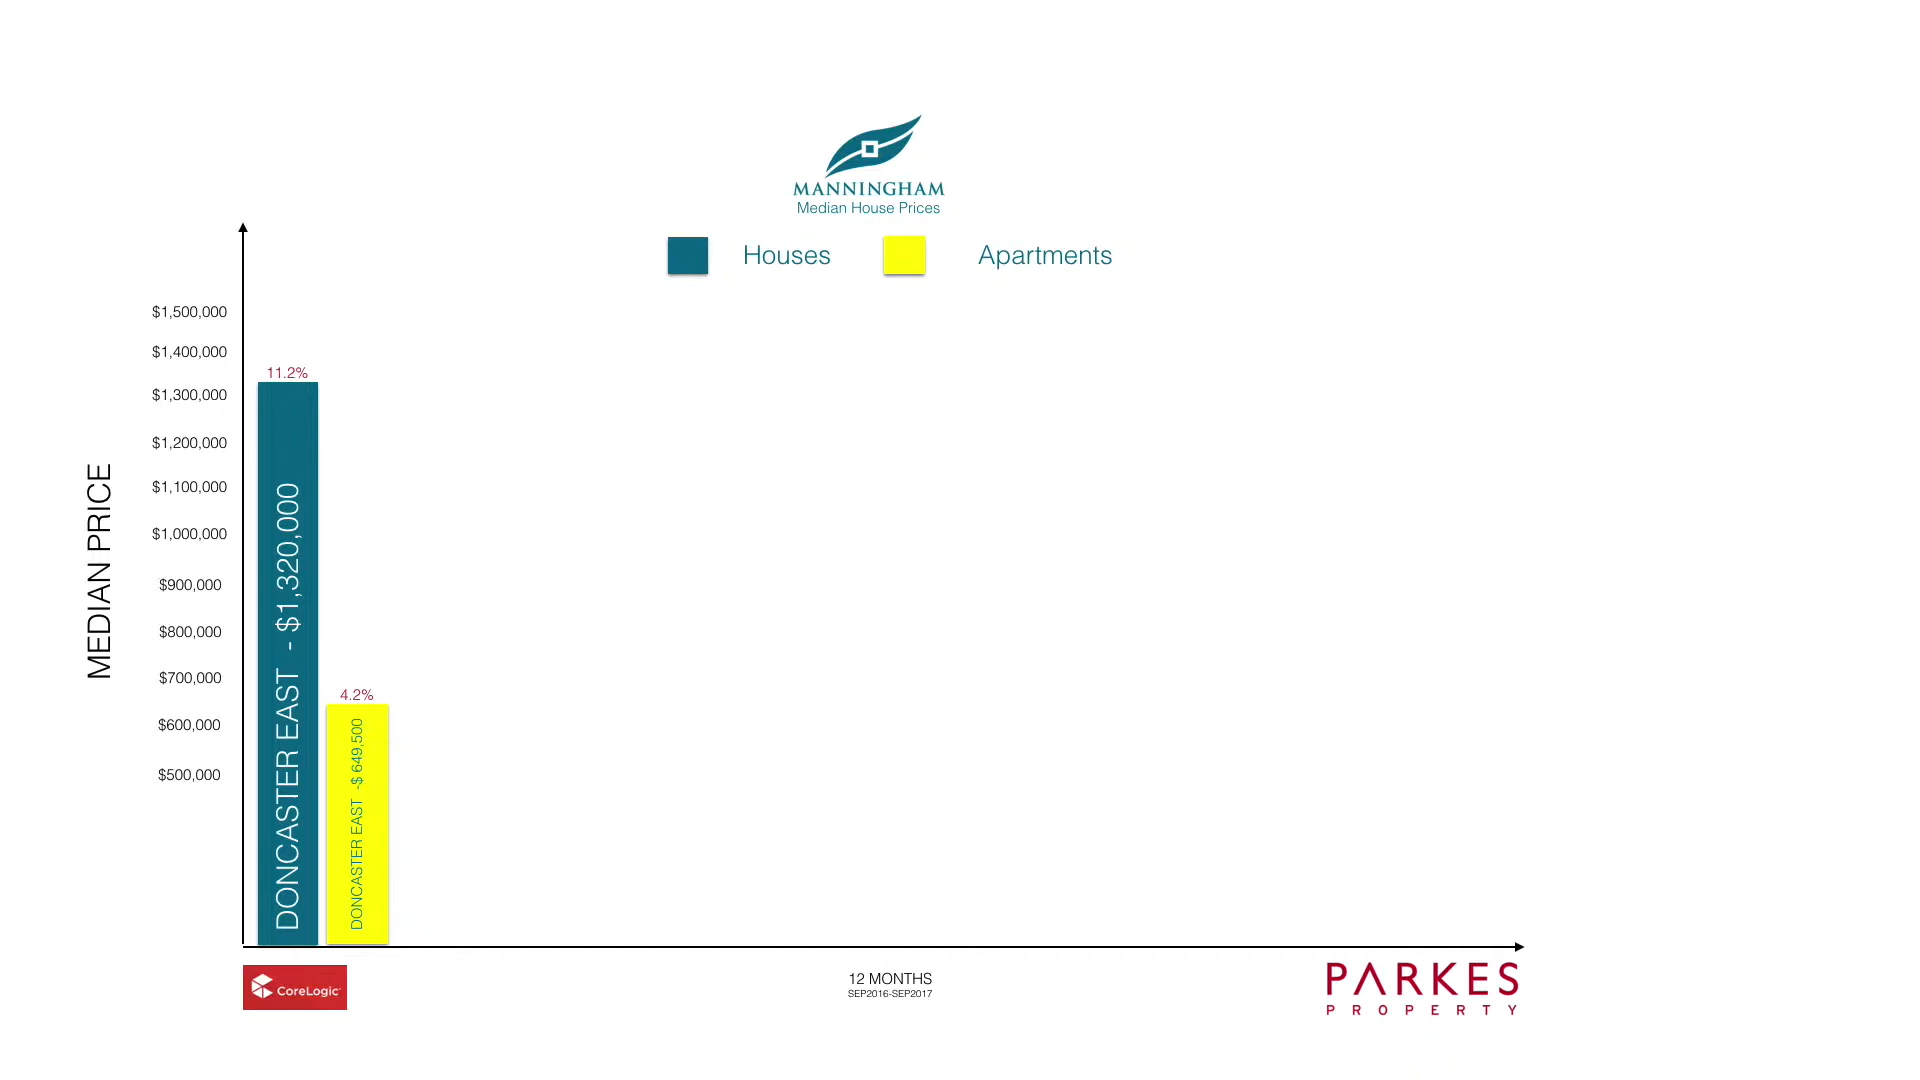 MANNINGHAM
Median House Prices
Houses
Apartments
$1,500,000
$1,400,000
$1,300,000
$1,200,000
$1,100,000
$1,000,000
$900,000
$800,000
$700,000
$600,000
$500,000
MEDIAN PRICE
11.2%
DONCASTER EAST - $1,320,000
4.2%
DONCASTER EAST -$ 649,500
CoreLogic
12 MONTHS
SEP2016-SEP2017
PARKES
PROPERTY